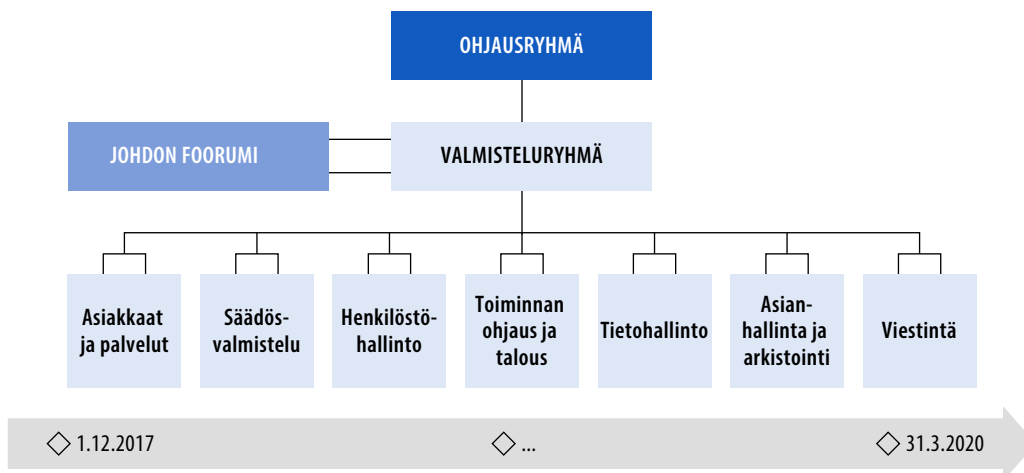 OHJAUSRYHMÄ
JOHDON FOORUMI
VALMISTELURYHMÄ
Asiakkaat
ja palvelut
Säädös-
valmistelu
Henkilöstö-
hallinto
Toiminnan
ohjaus ja
talous
Tietohallinto
Asian-
hallinta ja
arkistointi
Viestintä
1.12.2017
...
31.3.2020